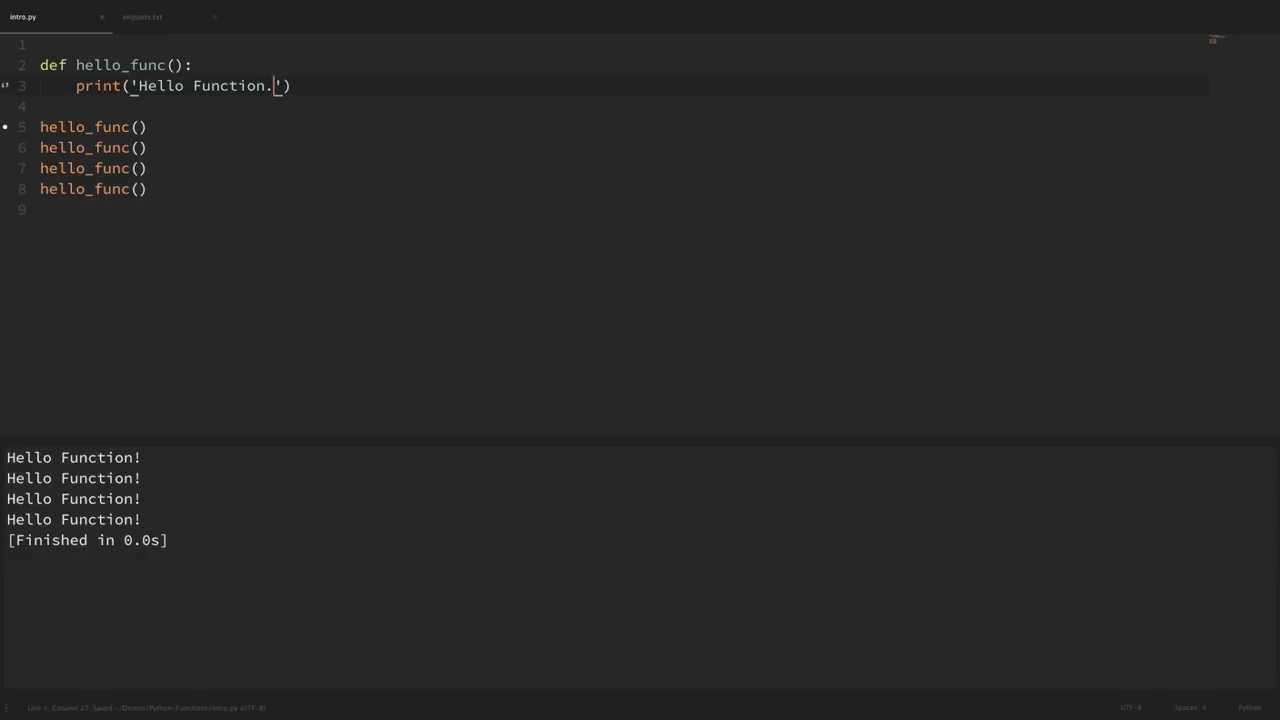 intro.py × snippets.txt ×
1
2 def hello_func():
3     print('Hello Function.')
4
5 hello_func()
6 hello_func()
7 hello_func()
8 hello_func()
9
Hello Function!
Hello Function!
Hello Function!
Hello Function!
[Finished in 0.0s]
Line 3, Column 27 Saved ~/Demos/Python-Functions/intro.py (UTF-8) UTF-8 Spaces: 4 Python